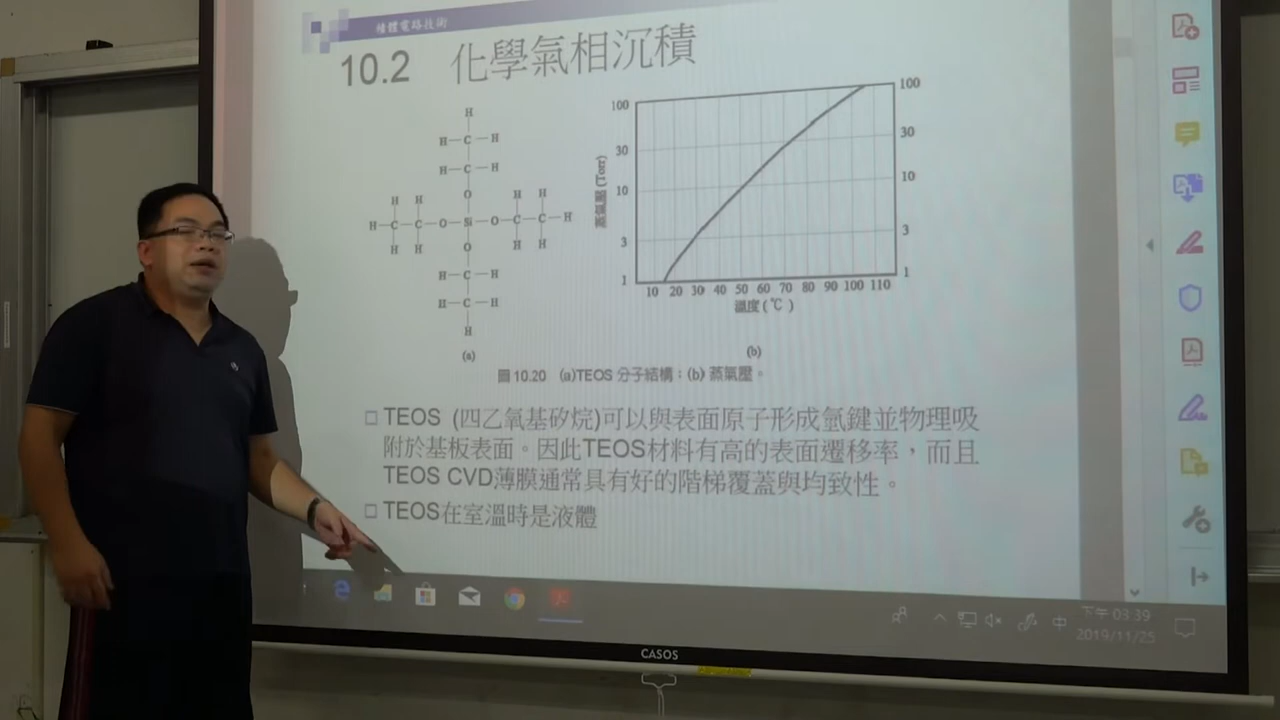 積體電路技術
10.2 化學氣相沉積
H
H—C—H
H—C—H
O
H H H H
H—C—C—O—Si—O—C—C—H
H H H H
O
H—C—H
H—C—H
H
(a)
蒸氣壓 (Torr)
100
30
10
3
1
100
30
10
3
1
10 20 30 40 50 60 70 80 90 100 110
溫度 (℃)
(b)
圖 10.20 (a)TEOS 分子結構；(b) 蒸氣壓。
□ TEOS (四乙氧基矽烷)可以與表面原子形成氫鍵並物理吸
附於基板表面。因此TEOS材料有高的表面遷移率，而且
TEOS CVD薄膜通常具有好的階梯覆蓋與均致性。
□ TEOS在室溫時是液體
中
下午 03:39
2019/11/25
CASOS